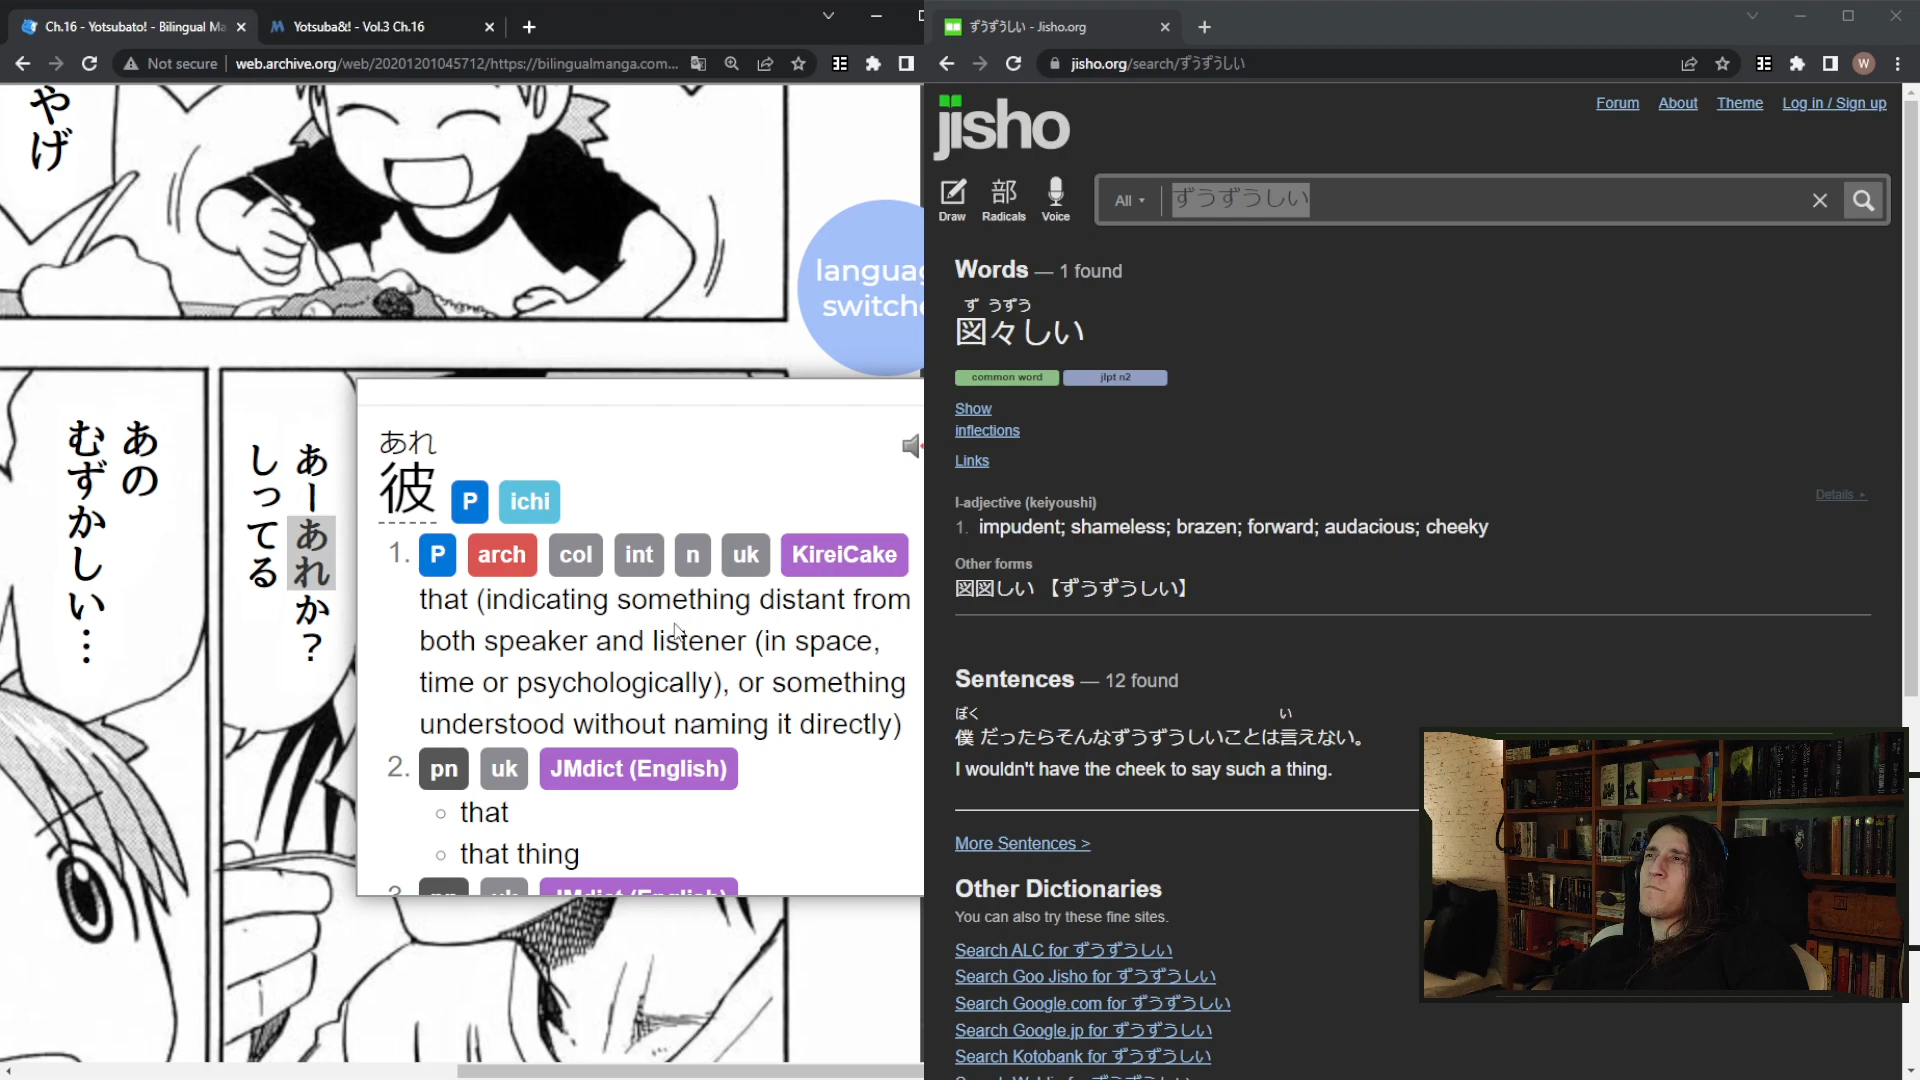 Ch.16 - Yotsubato! - Bilingual Ma
Yotsuba&! - Vol.3 Ch.16
Not secure
web.archive.org/web/20201201045712/https://bilingualmanga.com...
やげ
languag
switche
あの
むずかしい…
あーあれか？
しってる
あれ
彼
P
ichi
1. P arch col int n uk KireiCake
that (indicating something distant from
both speaker and listener (in space,
time or psychologically), or something
understood without naming it directly)
2. pn uk JMdict (English)
that
that thing
3. pn uk JMdict (English)
ずうずうしい - Jisho.org
jisho.org/search/ずうずうしい
W
jisho
Forum
About
Theme
Log in / Sign up
Draw
部
Radicals
Voice
All
ずうずうしい
Words — 1 found
ず うずう
図々しい
common word
jlpt n2
Show
inflections
Links
I-adjective (keiyoushi)
Details
1. impudent; shameless; brazen; forward; audacious; cheeky
Other forms
図図しい 【ずうずうしい】
Sentences — 12 found
ぼく
い
僕 だったらそんなずうずうしいことは言えない。
I wouldn't have the cheek to say such a thing.
More Sentences >
Other Dictionaries
You can also try these fine sites.
Search ALC for ずうずうしい
Search Goo Jisho for ずうずうしい
Search Google.com for ずうずうしい
Search Google.jp for ずうずうしい
Search Kotobank for ずうずうしい